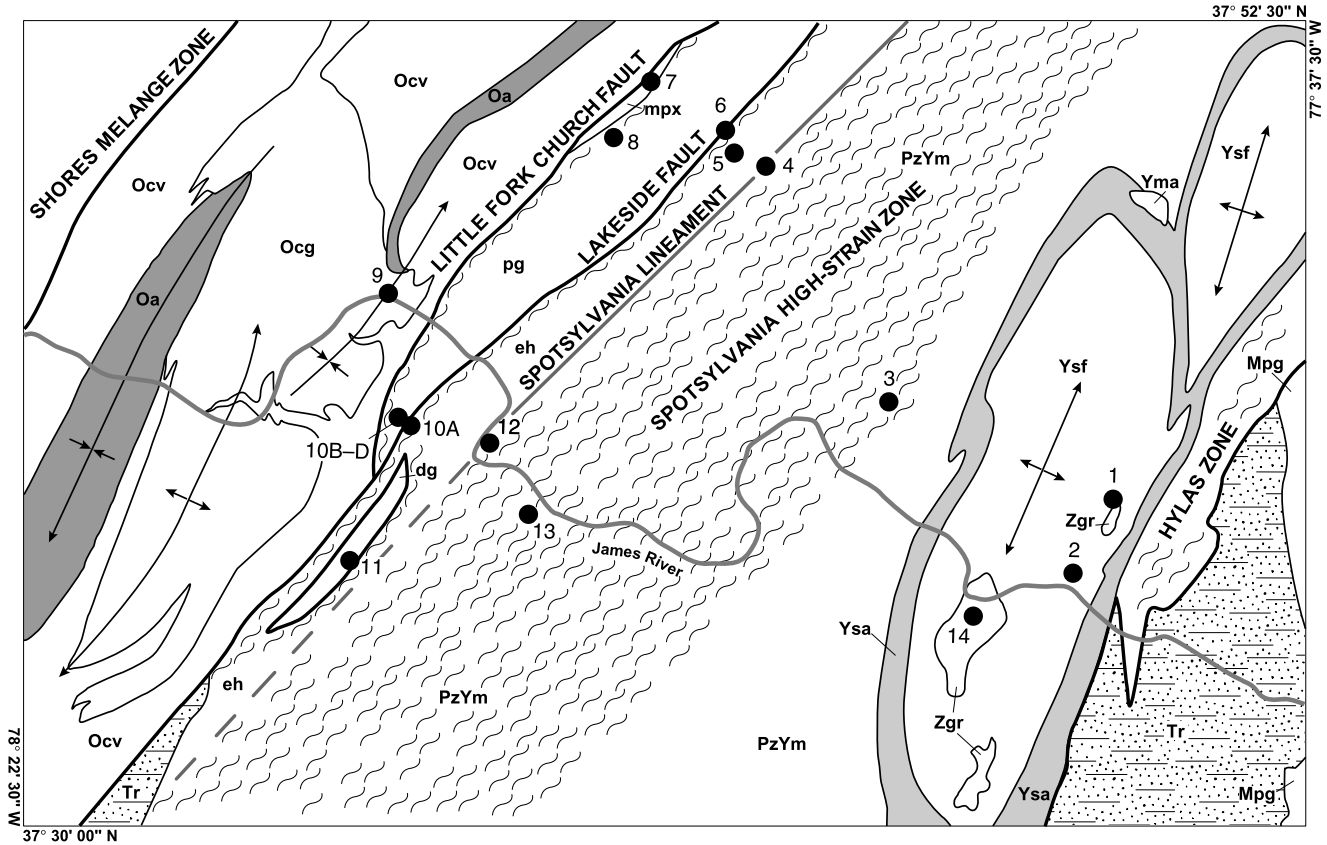 37° 52' 30" N
77° 37' 30" W
SHORES MELANGE ZONE
Ocv
Oa
LITTLE FORK CHURCH FAULT
7
mpx
6
8
5
4
Ocv
Ocv
LAKESIDE FAULT
PzYm
Ysf
Yma
SPOTSYLVANIA LINEAMENT
SPOTSYLVANIA HIGH-STRAIN ZONE
Ocg
pg
9
Oa
eh
Ysf
Mpg
3
10A
12
10B–D
dg
1
Zgr
HYLAS ZONE
13
James River
2
11
Ysa
14
eh
PzYm
Zgr
Ocv
PzYm
Tr
Tr
Ysa
Mpg
78° 22' 30" W
37° 30' 00" N